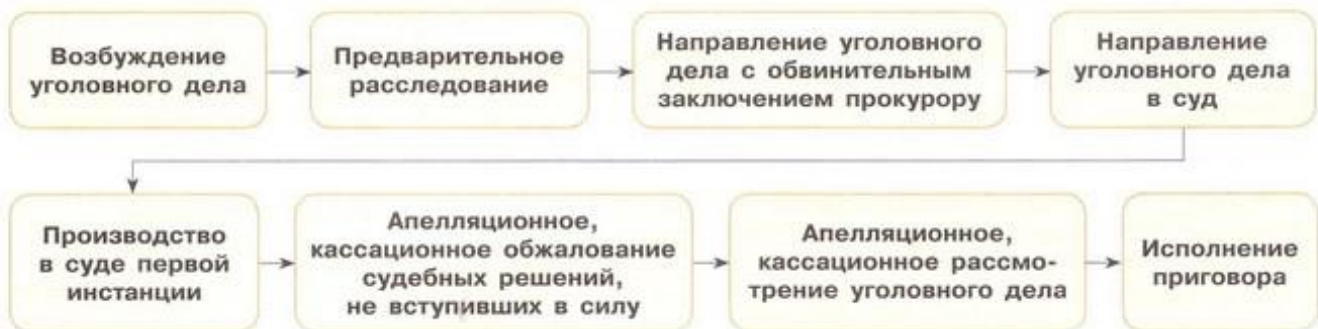 Возбуждение
уголовного дела
Предварительное
расследование
Направление уголовного
дела с обвинительным
заключением прокурору
Направление
уголовного дела
в суд
Производство
в суде первой
инстанции
Апелляционное,
кассационное обжалование
судебных решений,
не вступивших в силу
Апелляционное,
кассационное рассмо-
трение уголовного дела
Исполнение
приговора